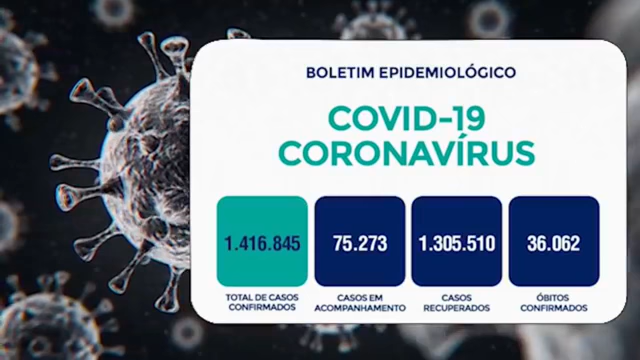 BOLETIM EPIDEMIOLÓGICO
COVID-19
CORONAVÍRUS
1.416.845
75.273
1.305.510
36.062
TOTAL DE CASOS
CONFIRMADOS
CASOS EM
ACOMPANHAMENTO
CASOS
RECUPERADOS
ÓBITOS
CONFIRMADOS